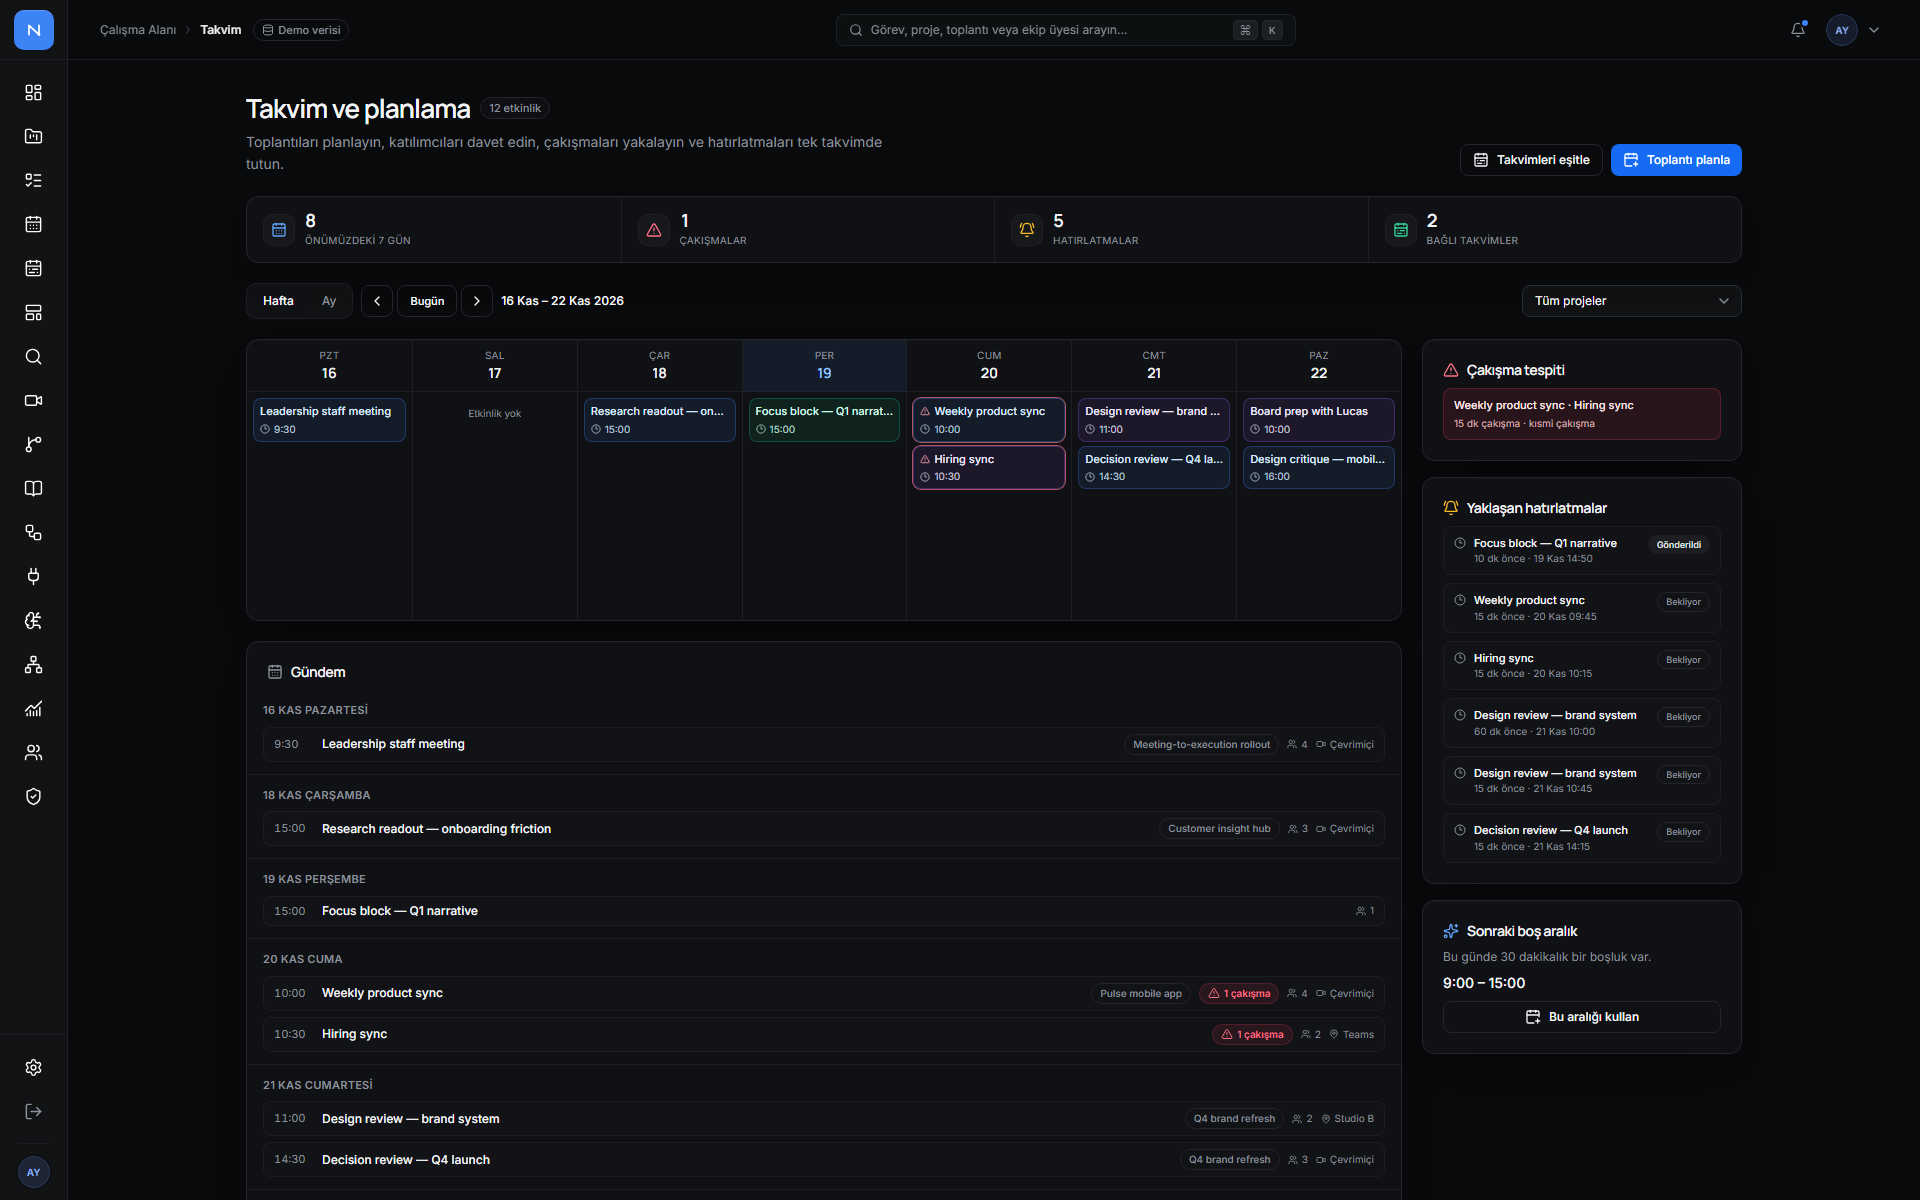 N
Çalışma Alanı
Takvim
Demo verisi
Görev, proje, toplantı veya ekip üyesi arayın...
⌘
K
AY
Takvim ve planlama
12 etkinlik
Toplantıları planlayın, katılımcıları davet edin, çakışmaları yakalayın ve hatırlatmaları tek takvimde
tutun.
Takvimleri eşitle
Toplantı planla
8
ÖNÜMÜZDEKİ 7 GÜN
1
ÇAKIŞMALAR
5
HATIRLATMALAR
2
BAĞLI TAKVİMLER
Hafta
Ay
Bugün
16 Kas – 22 Kas 2026
Tüm projeler
PZT
16
SAL
17
ÇAR
18
PER
19
CUM
20
CMT
21
PAZ
22
Leadership staff meeting
9:30
Etkinlik yok
Research readout — on...
15:00
Focus block — Q1 narrat...
15:00
Weekly product sync
10:00
Hiring sync
10:30
Design review — brand ...
11:00
Decision review — Q4 la...
14:30
Board prep with Lucas
10:00
Design critique — mobil...
16:00
Çakışma tespiti
Weekly product sync · Hiring sync
15 dk çakışma · kısmi çakışma
Yaklaşan hatırlatmalar
Focus block — Q1 narrative
10 dk önce · 19 Kas 14:50
Gönderildi
Weekly product sync
15 dk önce · 20 Kas 09:45
Bekliyor
Hiring sync
15 dk önce · 20 Kas 10:15
Bekliyor
Design review — brand system
60 dk önce · 21 Kas 10:00
Bekliyor
Design review — brand system
15 dk önce · 21 Kas 10:45
Bekliyor
Decision review — Q4 launch
15 dk önce · 21 Kas 14:15
Bekliyor
Sonraki boş aralık
Bu günde 30 dakikalık bir boşluk var.
9:00 – 15:00
Bu aralığı kullan
Gündem
16 KAS PAZARTESİ
9:30 Leadership staff meeting Meeting-to-execution rollout 4 Çevrimiçi
18 KAS ÇARŞAMBA
15:00 Research readout — onboarding friction Customer insight hub 3 Çevrimiçi
19 KAS PERŞEMBE
15:00 Focus block — Q1 narrative 1
20 KAS CUMA
10:00 Weekly product sync Pulse mobile app 1 çakışma 4 Çevrimiçi
10:30 Hiring sync 1 çakışma 2 Teams
21 KAS CUMARTESİ
11:00 Design review — brand system Q4 brand refresh 2 Studio B
14:30 Decision review — Q4 launch Q4 brand refresh 3 Çevrimiçi
AY